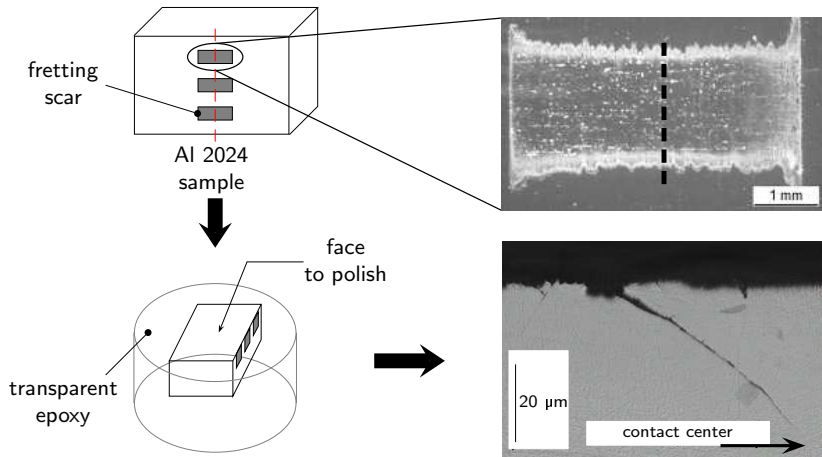 fretting
scar
Al 2024
sample
1 mm
face
to polish
transparent
epoxy
20 µm
contact center